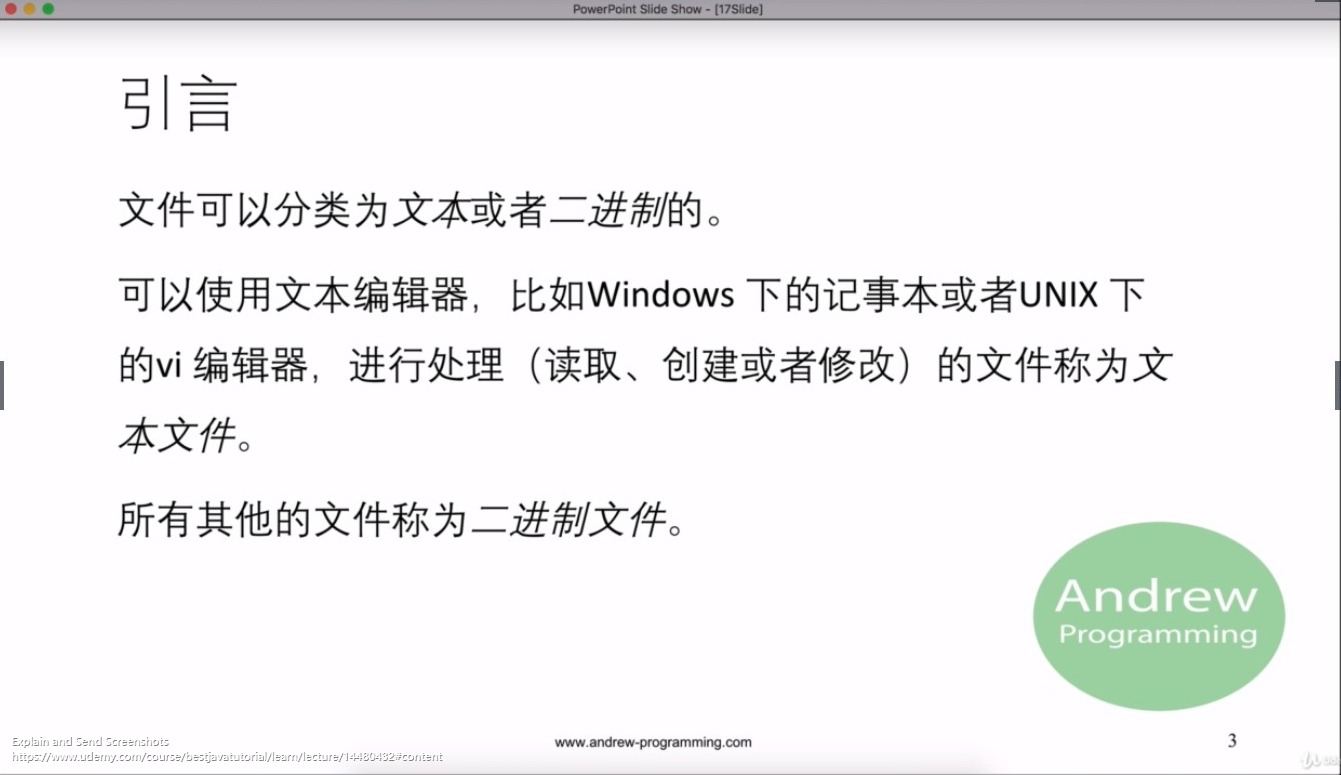 PowerPoint Slide Show - [17Slide]
引言
文件可以分类为文本或者二进制的。
可以使用文本编辑器，比如Windows 下的记事本或者UNIX 下
的vi 编辑器，进行处理（读取、创建或者修改）的文件称为文
本文件。
所有其他的文件称为二进制文件。
Andrew
Programming
www.andrew-programming.com
3
Explain and Send Screenshots
https://www.udemy.com/course/bestjavatutorial/learn/lecture/14480432#content